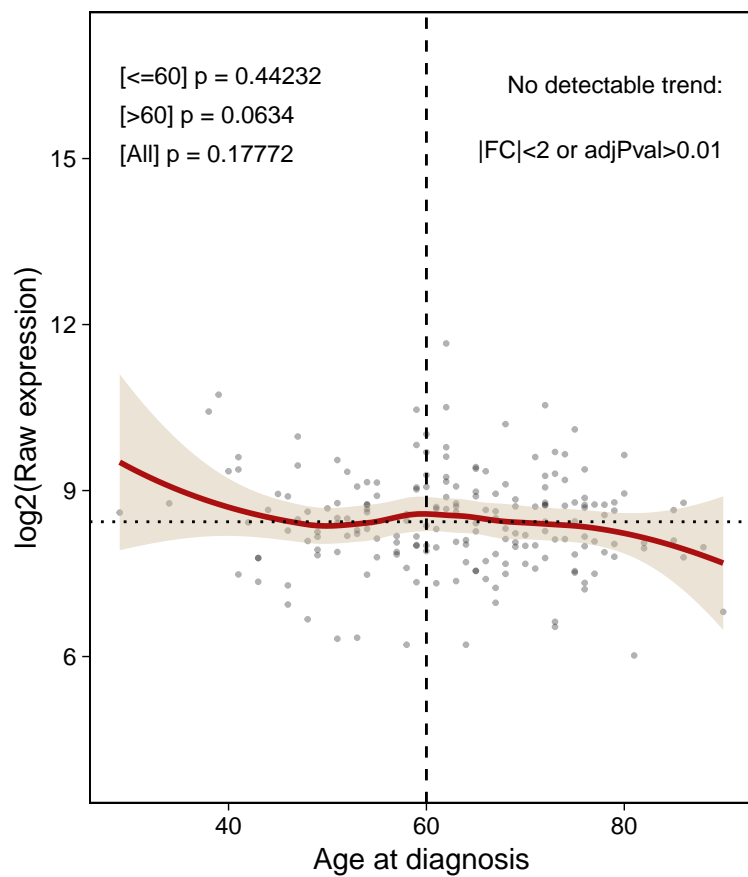 [<=60] p = 0.44232
[>60] p = 0.0634
[All] p = 0.17772
No detectable trend:
|FC|<2 or adjPval>0.01
log2(Raw expression)
15
12
9
6
40
60
80
Age at diagnosis